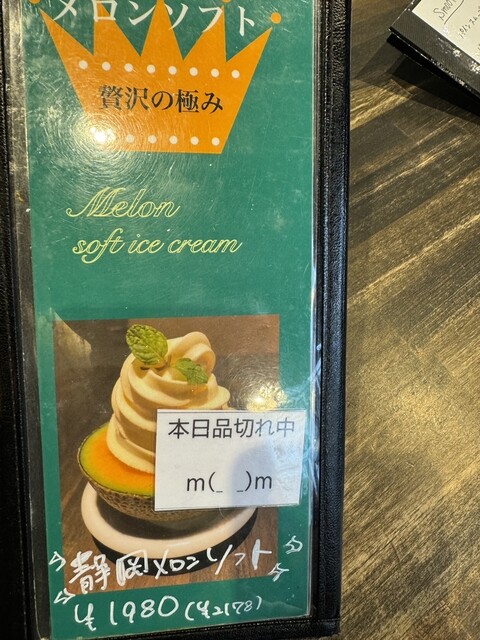 メロンソフト
贅沢の極み
Melon
soft ice cream
本日品切れ中
m(_ _)m
静岡メロンソフト
¥1980(¥2178)